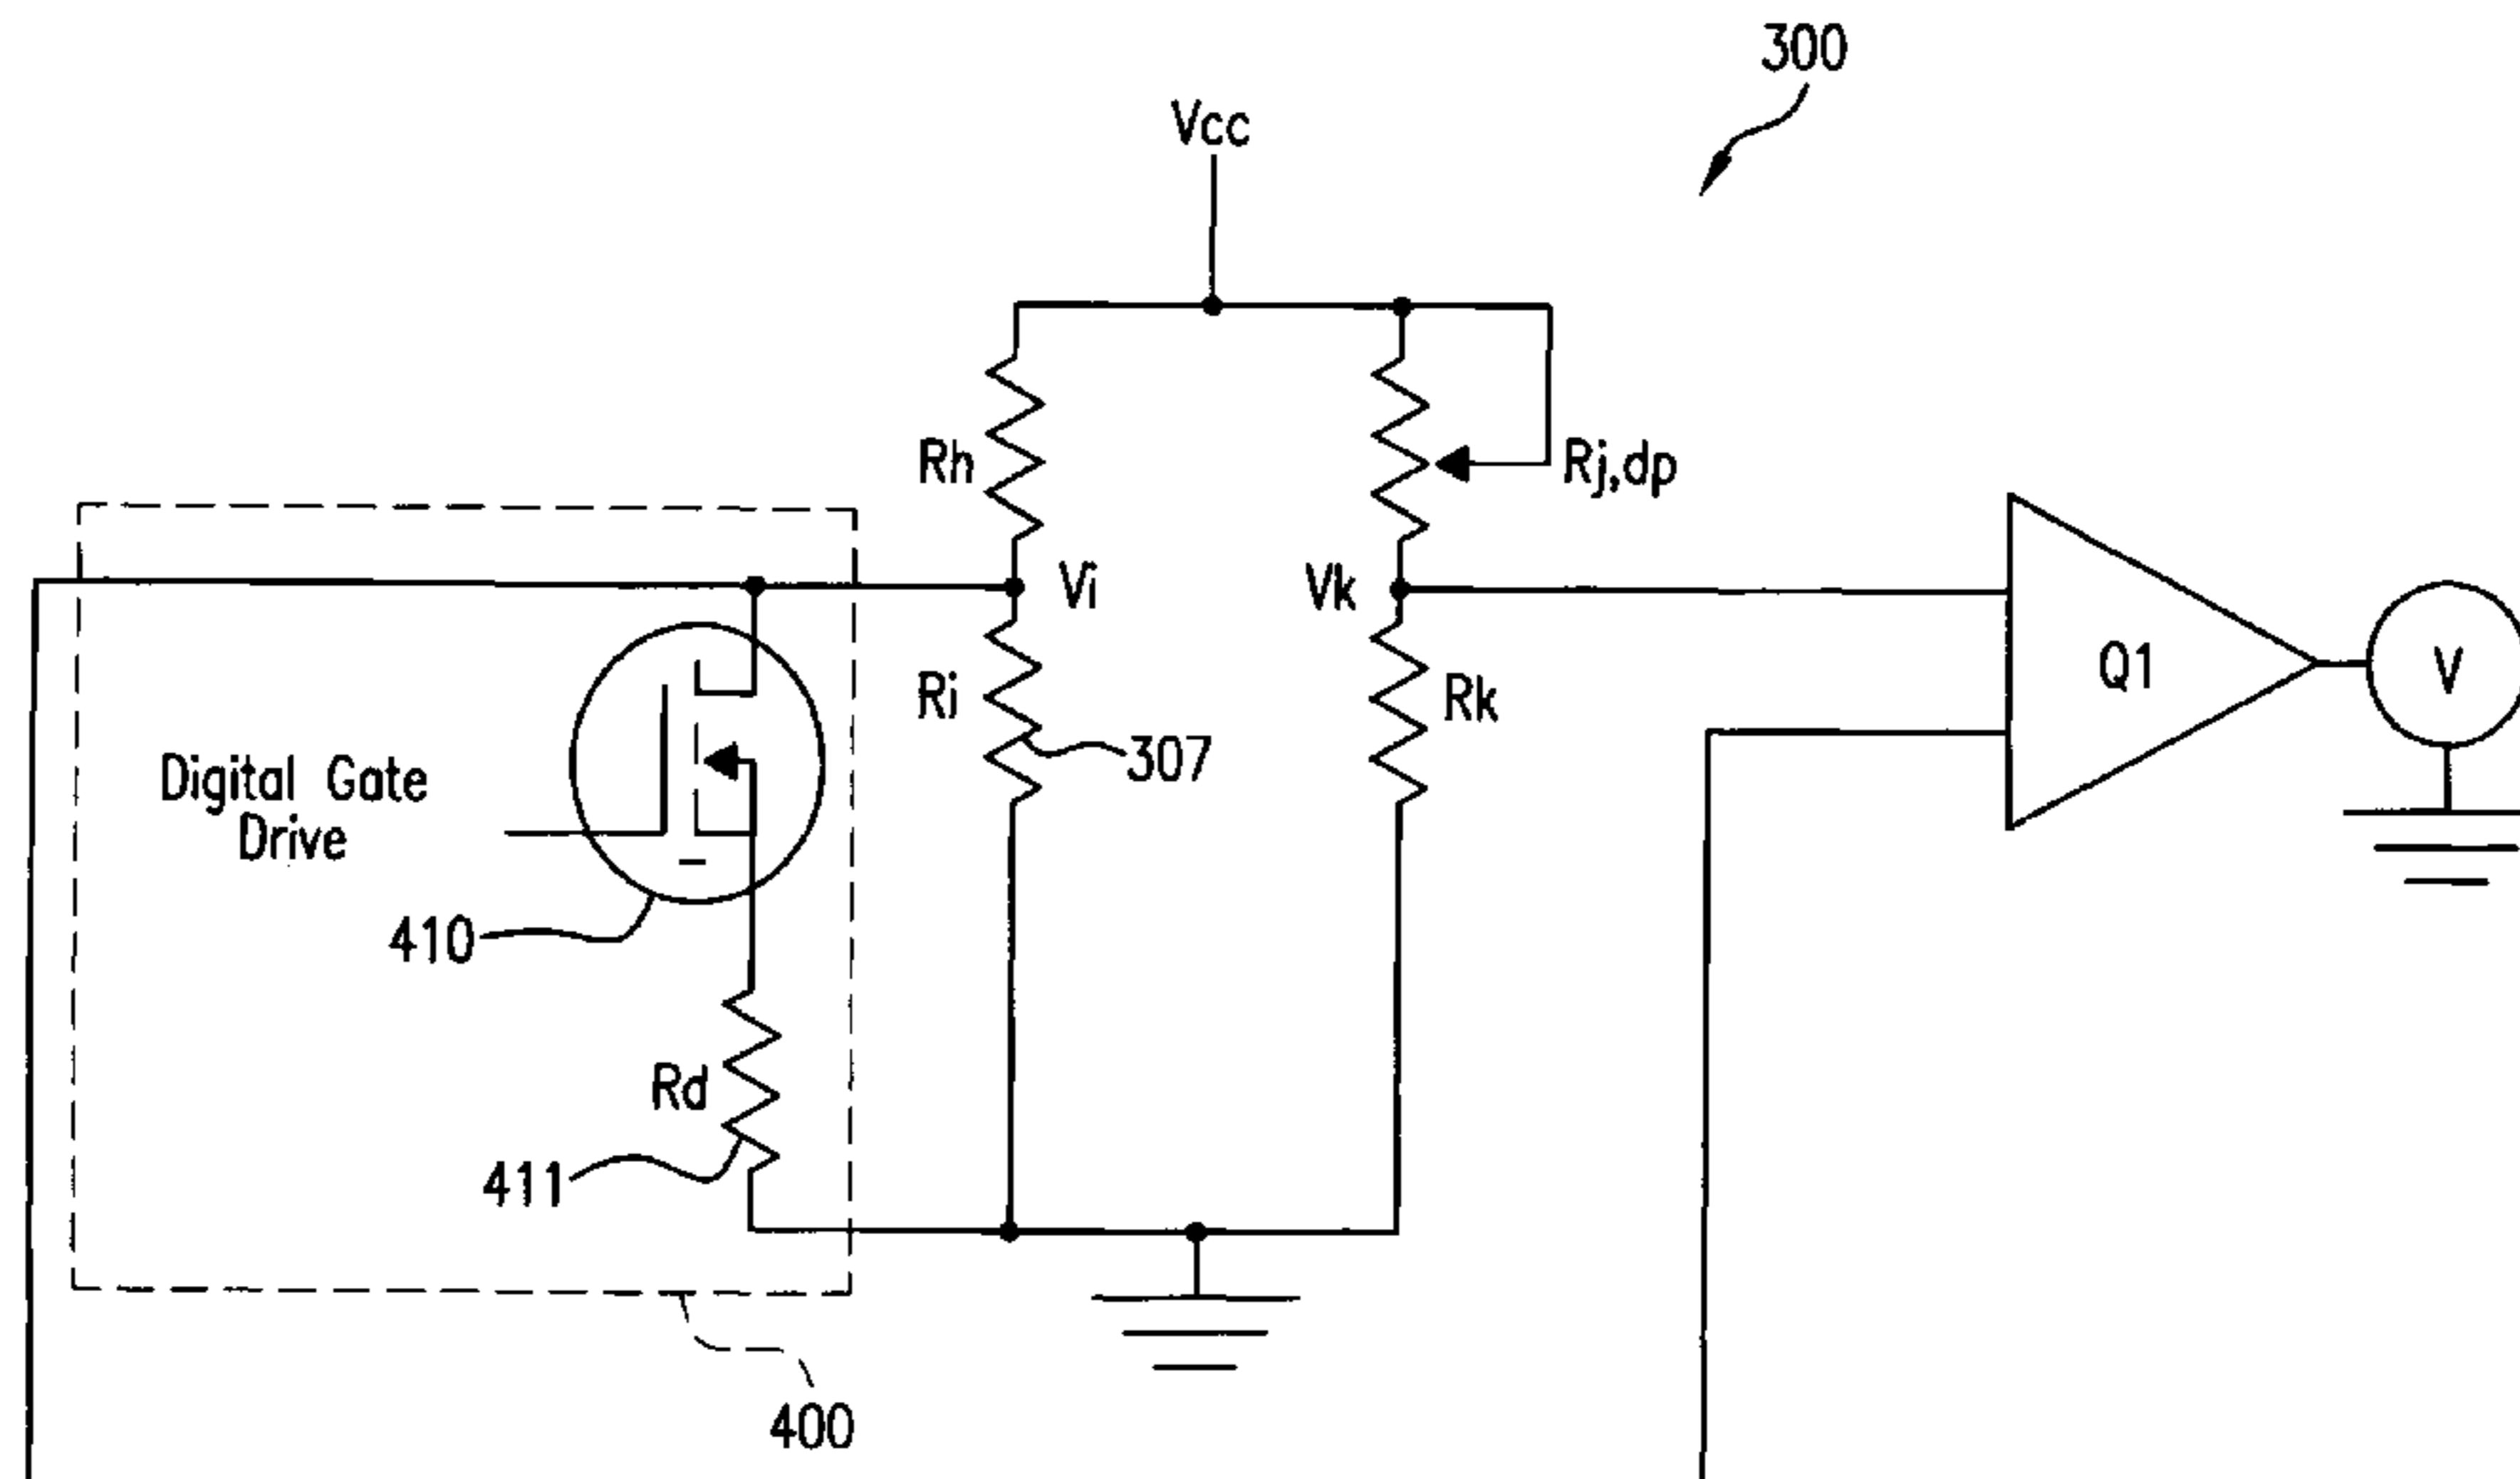 300
Vcc
Rh
Rj,dp
Vi
Vk
Q1
V
Ri
Rk
307
Digital Gate
Drive
410
Rd
411
400